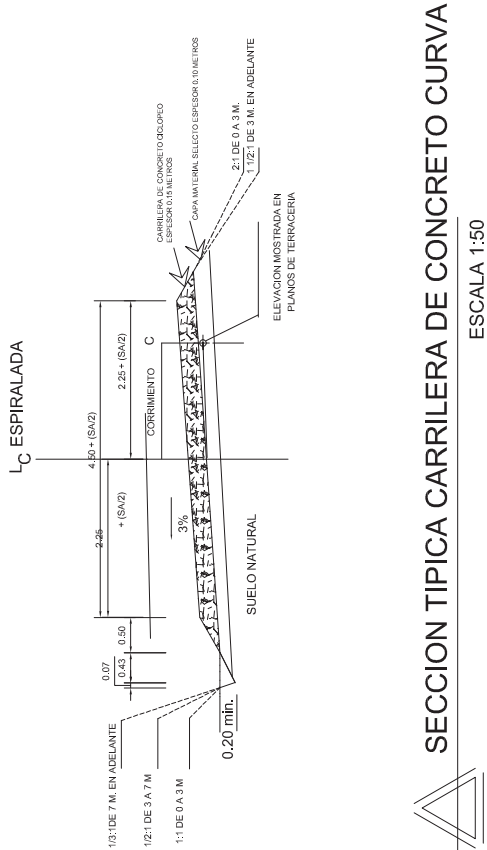 L C ESPIRALADA
4.50 + (SA/2)
2.25
+ (SA/2)
2.25 + (SA/2)
CORRIMIENTO
C
3%
0.07
0.43
0.50
CARRILERA DE CONCRETO CICLOPEO
ESPESOR 0.15 METROS
CAPA MATERIAL SELECTO ESPESOR 0.10 METROS
2:1 DE 0 A 3 M.
1 1/2:1 DE 3 M. EN ADELANTE
ELEVACION MOSTRADA EN
PLANOS DE TERRACERIA
SUELO NATURAL
1/3:1DE 7 M. EN ADELANTE
1/2:1 DE 3 A 7 M
1:1 DE 0 A 3 M
0.20 min.
SECCION TIPICA CARRILERA DE CONCRETO CURVA
ESCALA 1:50